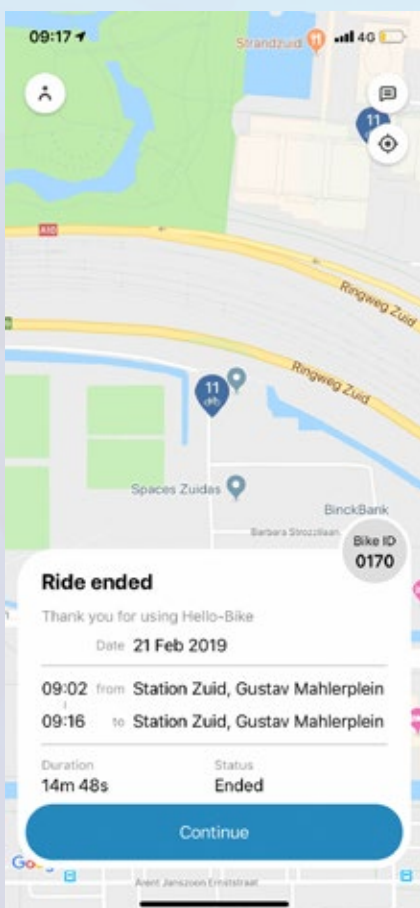 09:17
4G
Strandzuid
11
A10
Ringweg Zuid
Ringweg Zuid
11
Spaces Zuidas
BinckBank
Barbara Strozzilaan
Bike ID
0170
Ride ended
Thank you for using Hello-Bike
Date 21 Feb 2019
09:02 from Station Zuid, Gustav Mahlerplein
09:16 to Station Zuid, Gustav Mahlerplein
Duration Status
14m 48s Ended
Continue
Arent Janszoon Ernststraat